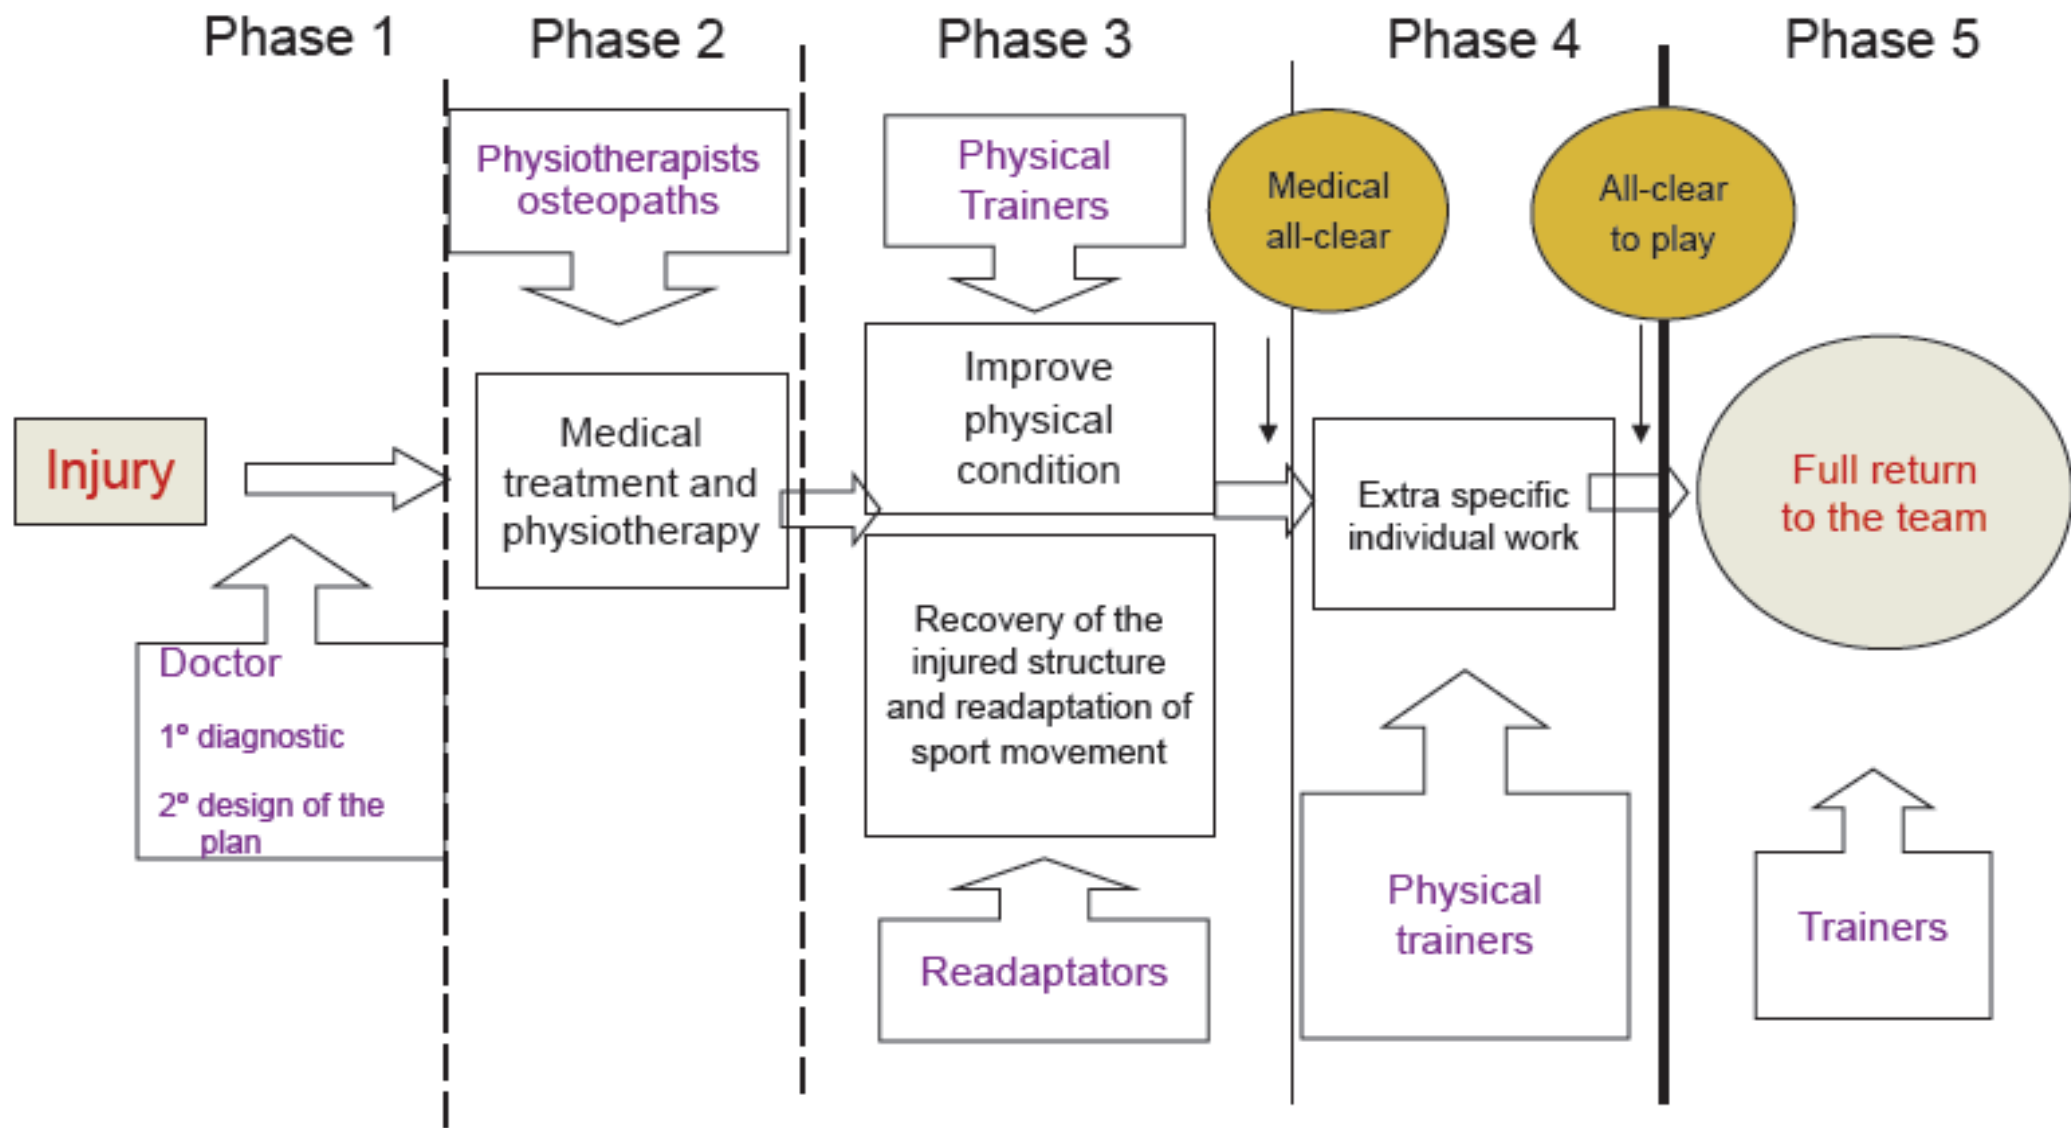 Phase 1
Phase 2
Phase 3
Phase 4
Phase 5
Physiotherapists
osteopaths
Physical
Trainers
Medical
all-clear
All-clear
to play
Injury
Medical
treatment and
physiotherapy
Improve
physical
condition
Extra specific
individual work
Full return
to the team
Recovery of the
injured structure
and readaptation of
sport movement
Doctor
1º diagnostic
2º design of the
plan
Readaptators
Physical
trainers
Trainers